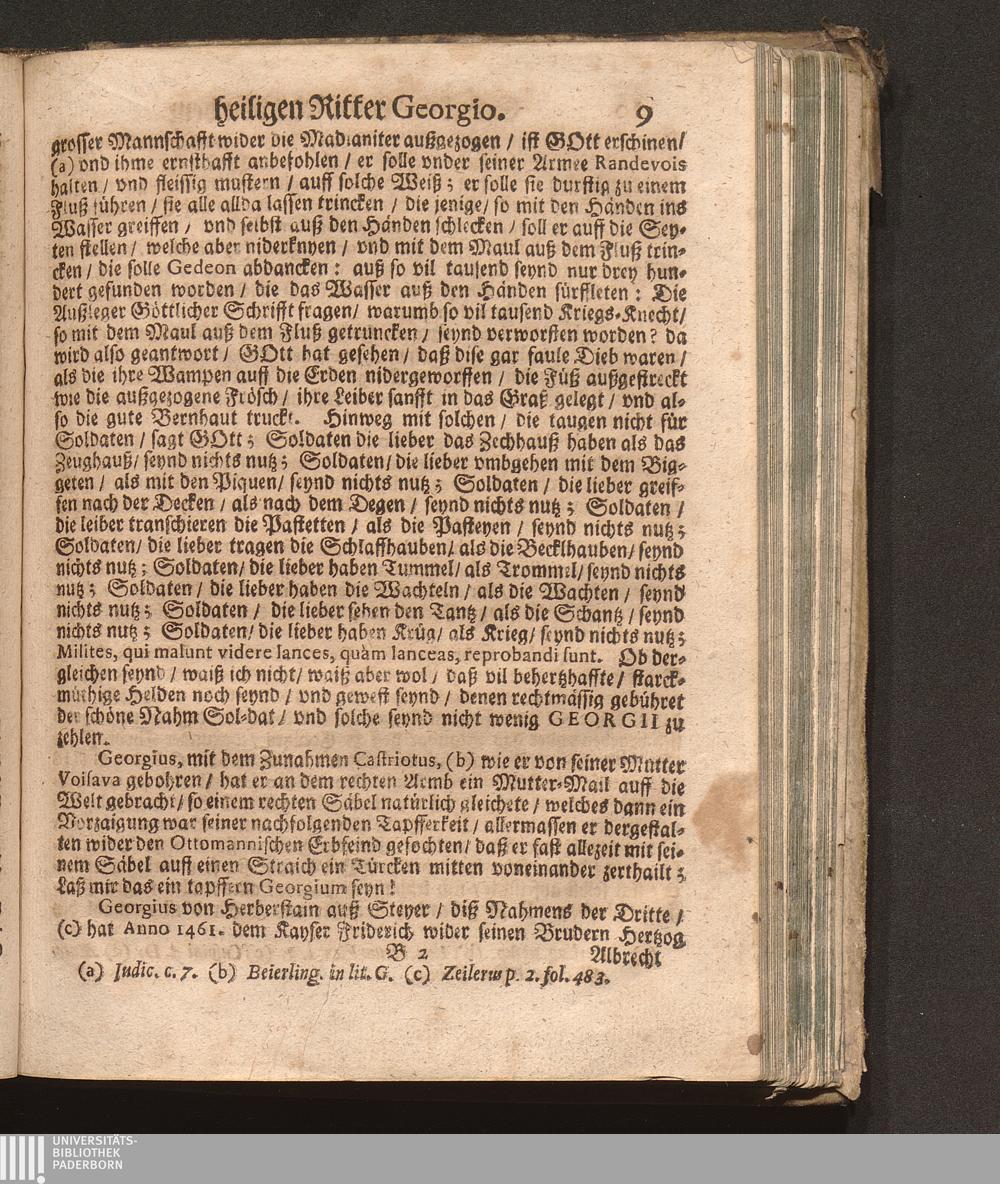 heiligen Ritter Georgio. 9
grosser Mannschafft wider die Madianiter außgezogen / ist GOtt erschinen /
(a) vnd ihme ernsthafft anbefohlen / er solle vnder seiner Armee Randevois
halten / vnd fleissig mustern / auff solche Weiß ; er solle sie durstig zu einem
Fluß führen / sie alle allda lassen trincken / die jenige / so mit den Händen ins
Wasser greiffen / vnd selbst auß den Händen schlecken / soll er auff die Sey-
ten stellen / welche aber niderknyen / vnd mit dem Maul auß dem Fluß trin-
cken / die solle Gedeon abdancken : auß so vil tausend seynd nur drey hun-
dert gefunden worden / die das Wasser auß den Händen sürffleten : Die
Außleger Göttlicher Schrifft fragen / warumb so vil tausend Kriegs-Knecht /
so mit dem Maul auß dem Fluß getruncken / seynd verworffen worden ? da
wird also geantwort / GOtt hat gesehen / daß dise gar faule Dieb waren /
als die ihre Wampen auff die Erden nidergeworffen / die Füß außgestreckt
wie die außgezogene Frösch / ihre Leiber sanfft in das Graß gelegt / vnd al-
so die gute Bernhaut truckt. Hinweg mit solchen / die taugen nicht für
Soldaten / sagt GOtt ; Soldaten die lieber das Zechhauß haben als das
Zeughauß / seynd nichts nutz ; Soldaten / die lieber vmbgehen mit dem Big-
geten / als mit den Piquen / seynd nichts nutz ; Soldaten / die lieber greif-
fen nach der Decken / als nach dem Degen / seynd nichts nutz ; Soldaten /
die leiber transchieren die Pastetten / als die Pasteyen / seynd nichts nutz ;
Soldaten / die lieber tragen die Schlaffhauben / als die Becklhauben / seynd
nichts nutz ; Soldaten / die lieber haben Tummel / als Trommel / seynd nichts
nutz ; Soldaten / die lieber haben die Wachteln / als die Wachten / seynd
nichts nutz ; Soldaten / die lieber sehen den Tantz / als die Schantz / seynd
nichts nutz ; Soldaten / die lieber haben Krüg / als Krieg / seynd nichts nutz ;
Milites, qui malunt videre lances, quàm lanceas, reprobandi sunt. Ob der-
gleichen seynd / waiß ich nicht / waiß aber wol / daß vil behertzhaffte / starck-
müthige Helden noch seynd / vnd gewest seynd / denen rechtmässig gebühret
der schöne Nahm Sol-dat / vnd solche seynd nicht wenig GEORGII zu
zehlen.
Georgius, mit dem Zunahmen Castriotus, (b) wie er von seiner Mutter
Voisava gebohren / hat er an dem rechten Armb ein Mutter-Mail auff die
Welt gebracht / so einem rechten Säbel natürlich gleichete / welches dann ein
Vorzaigung war seiner nachfolgenden Tapfferkeit / allermassen er dergestal-
ten wider den Ottomannischen Erbfeind gefochten / daß er fast allezeit mit sei-
nem Säbel auff einen Straich ein Türcken mitten voneinander zerthailt ;
Laß mir das ein tapffern Georgium seyn !
Georgius von Herberstain auß Steyer / diß Nahmens der Dritte /
(c) hat Anno 1461. dem Kayser Friderich wider seinen Brudern Hertzog
B 2 Albrecht
(a) Judic. c. 7. (b) Beierling. in lit. G. (c) Zeilerus p. 2. fol. 483.
UNIVERSITÄTS-
BIBLIOTHEK
PADERBORN